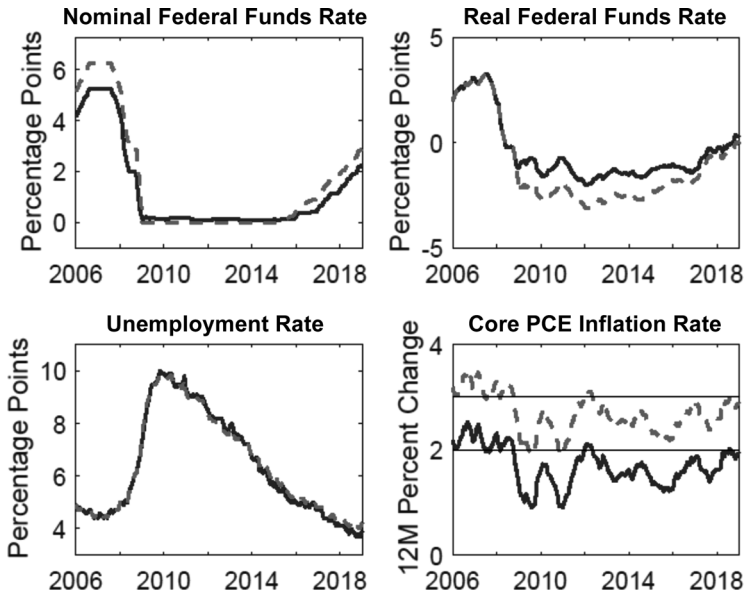 Nominal Federal Funds Rate
Percentage Points
6
4
2
0
2006 2010 2014 2018
Real Federal Funds Rate
Percentage Points
5
0
-5
2006 2010 2014 2018
Unemployment Rate
Percentage Points
10
8
6
4
2006 2010 2014 2018
Core PCE Inflation Rate
12M Percent Change
4
2
0
2006 2010 2014 2018